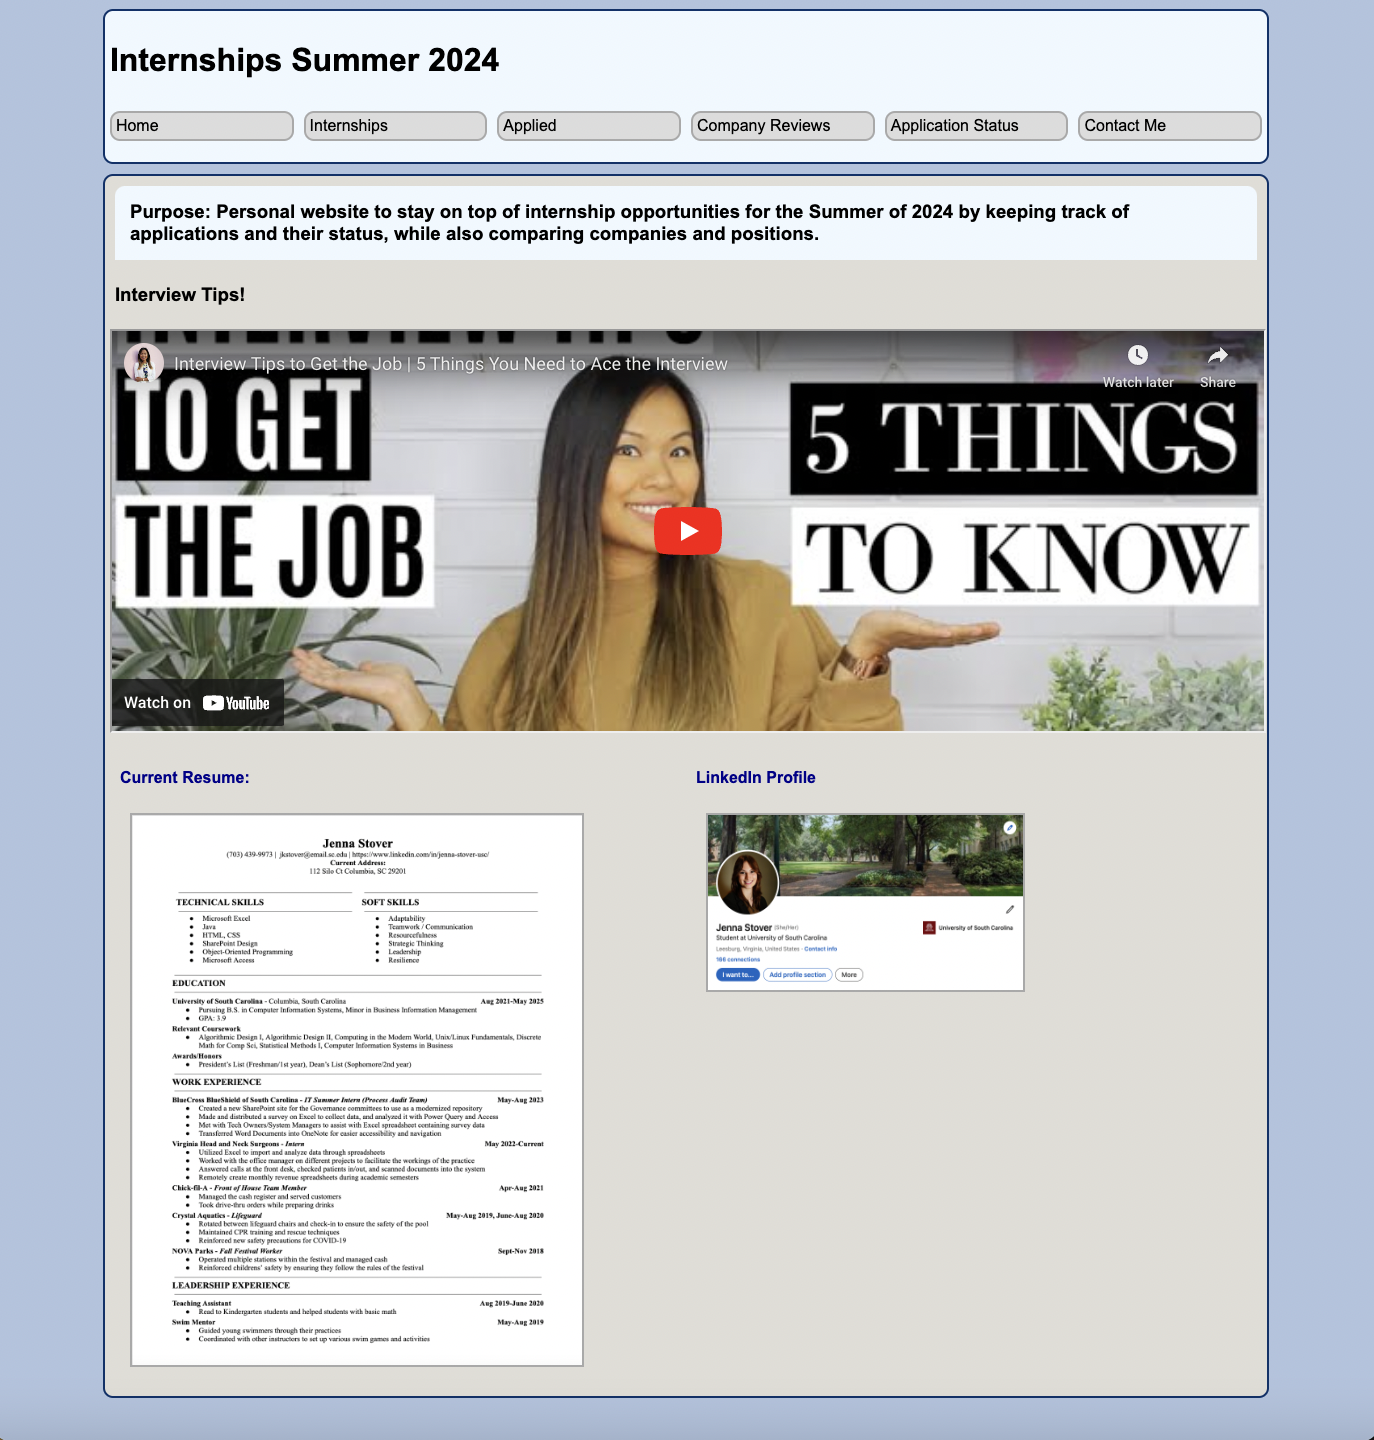 Internships Summer 2024
Home
Internships
Applied
Company Reviews
Application Status
Contact Me
Purpose: Personal website to stay on top of internship opportunities for the Summer of 2024 by keeping track of
applications and their status, while also comparing companies and positions.
Interview Tips!
Interview Tips to Get the Job | 5 Things You Need to Ace the Interview
Watch later
Share
TO GET
THE JOB
5 THINGS
TO KNOW
Watch on YouTube
Current Resume:
Jenna Stover
(703) 439-9973 | jkstover@email.sc.edu | https://www.linkedin.com/in/jenna-stover-usc/
Current Address:
112 Silo Ct Columbia, SC 29201
TECHNICAL SKILLS
● Microsoft Excel
● Java
● HTML, CSS
● SharePoint Design
● Object-Oriented Programming
● Microsoft Access
SOFT SKILLS
● Adaptability
● Teamwork / Communication
● Resourcefulness
● Strategic Thinking
● Leadership
● Resilience
EDUCATION
University of South Carolina - Columbia, South Carolina Aug 2021-May 2025
● Pursuing B.S. in Computer Information Systems, Minor in Business Information Management
● GPA: 3.9
Relevant Coursework
● Algorithmic Design I, Algorithmic Design II, Computing in the Modern World, Unix/Linux Fundamentals, Discrete
Math for Comp Sci, Statistical Methods I, Computer Information Systems in Business
Awards/Honors
● President's List (Freshman/1st year), Dean's List (Sophomore/2nd year)
WORK EXPERIENCE
BlueCross BlueShield of South Carolina - IT Summer Intern (Process Audit Team) May-Aug 2023
● Created a new SharePoint site for the Governance committees to use as a modernized repository
● Made and distributed a survey on Excel to collect data, and analyzed it with Power Query and Access
● Met with Tech Owners/System Managers to assist with Excel spreadsheet containing survey data
● Transferred Word Documents into OneNote for easier accessibility and navigation
Virginia Head and Neck Surgeons - Intern May 2022-Current
● Utilized Excel to import and analyze data through spreadsheets
● Worked with the office manager on different projects to facilitate the workings of the practice
● Answered calls at the front desk, checked patients in/out, and scanned documents into the system
● Remotely create monthly revenue spreadsheets during academic semesters
Chick-fil-A - Front of House Team Member Apr-Aug 2021
● Managed the cash register and served customers
● Took drive-thru orders while preparing drinks
Crystal Aquatics - Lifeguard May-Aug 2019, June-Aug 2020
● Rotated between lifeguard chairs and check-in to ensure the safety of the pool
● Maintained CPR training and rescue techniques
● Reinforced new safety precautions for COVID-19
NOVA Parks - Fall Festival Worker Sept-Nov 2018
● Operated multiple stations within the festival and managed cash
● Reinforced childrens' safety by ensuring they follow the rules of the festival
LEADERSHIP EXPERIENCE
Teaching Assistant Aug 2019-June 2020
● Read to Kindergarten students and helped students with basic math
Swim Mentor May-Aug 2019
● Guided young swimmers through their practices
● Coordinated with other instructors to set up various swim games and activities
LinkedIn Profile
Jenna Stover (She/Her)
Student at University of South Carolina
Leesburg, Virginia, United States · Contact info
166 connections
I want to...
Add profile section
More
University of South Carolina